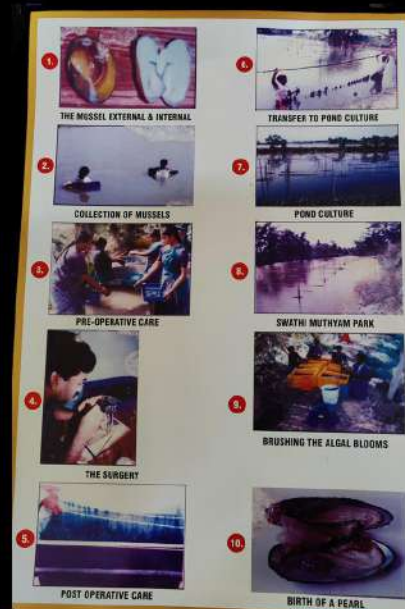 1.
THE MUSSEL EXTERNAL & INTERNAL
2.
COLLECTION OF MUSSELS
3.
PRE-OPERATIVE CARE
4.
THE SURGERY
5.
POST OPERATIVE CARE
6.
TRANSFER TO POND CULTURE
7.
POND CULTURE
8.
SWATHI MUTHYAM PARK
9.
BRUSHING THE ALGAL BLOOMS
10.
BIRTH OF A PEARL